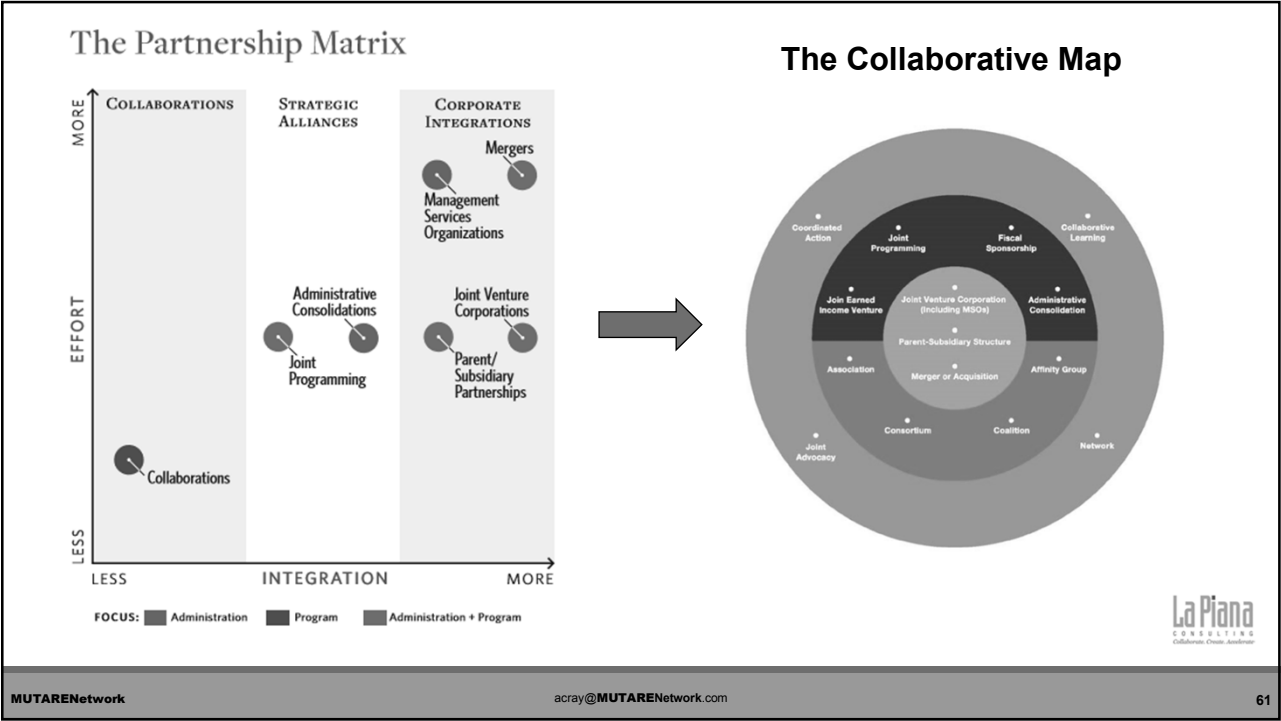 The Partnership Matrix
MORE
EFFORT
LESS
COLLABORATIONS
STRATEGIC
ALLIANCES
CORPORATE
INTEGRATIONS
Mergers
Management
Services
Organizations
Administrative
Consolidations
Joint
Programming
Joint Venture
Corporations
Parent/
Subsidiary
Partnerships
Collaborations
LESS
INTEGRATION
MORE
FOCUS:
Administration
Program
Administration + Program
The Collaborative Map
Coordinated
Action
Joint
Programming
Fiscal
Sponsorship
Collaborative
Learning
Join Earned
Income Venture
Joint Venture Corporation
(Including MSOs)
Administrative
Consolidation
Parent-Subsidiary Structure
Association
Merger or Acquisition
Affinity Group
Consortium
Coalition
Joint
Advocacy
Network
La Piana
CONSULTING
Collaborate. Create. Accelerate
MUTARENetwork
acray@MUTARENetwork.com
61